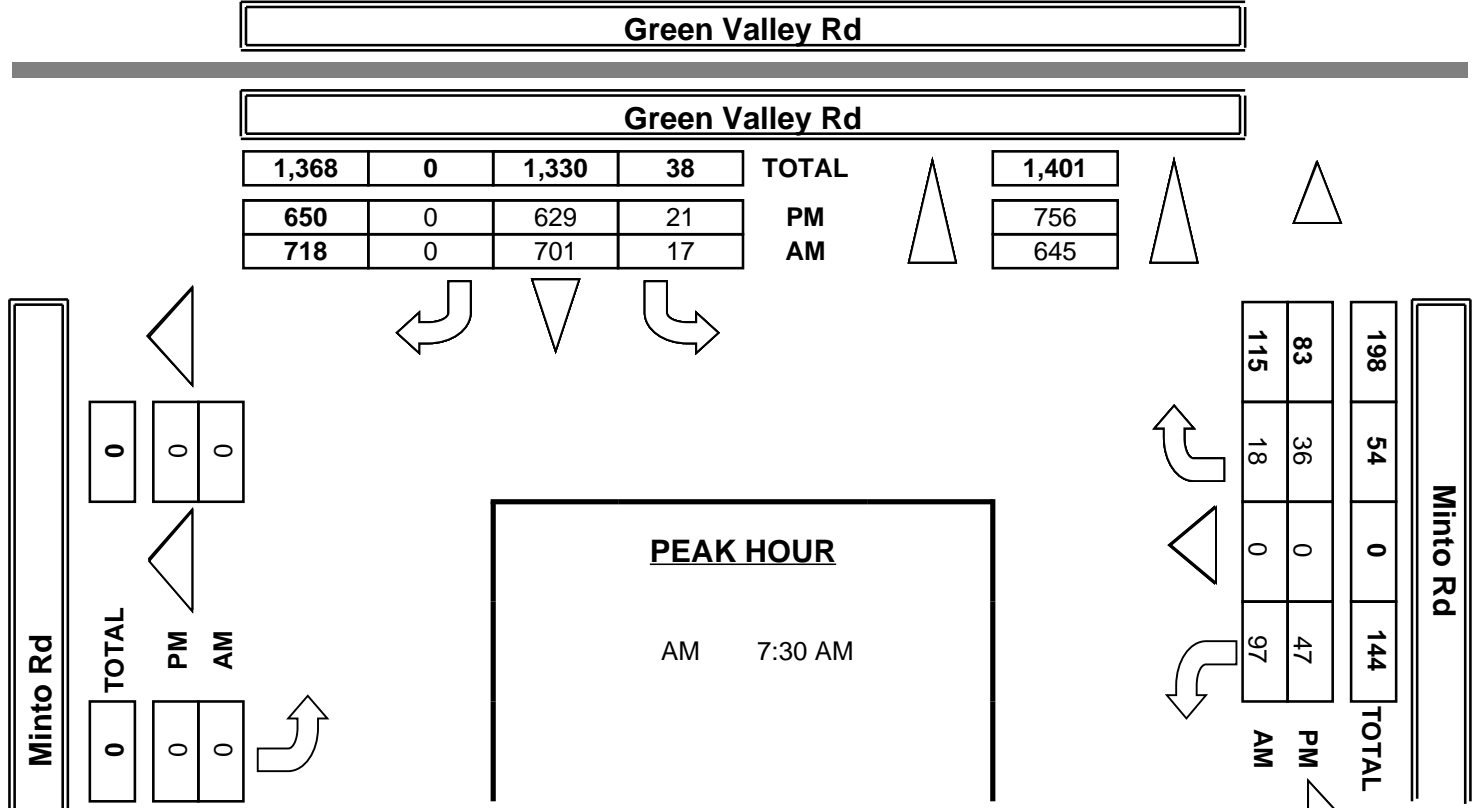 Green Valley Rd
Green Valley Rd
1,368 0 1,330 38 TOTAL 1,401
650 0 629 21 PM 756
718 0 701 17 AM 645
115 83 198
0 0 0
18 36 54
PEAK HOUR
0 0 0
Minto Rd
AM 7:30 AM
97 47 144
TOTAL PM AM
Minto Rd
0 0 0
AM PM TOTAL